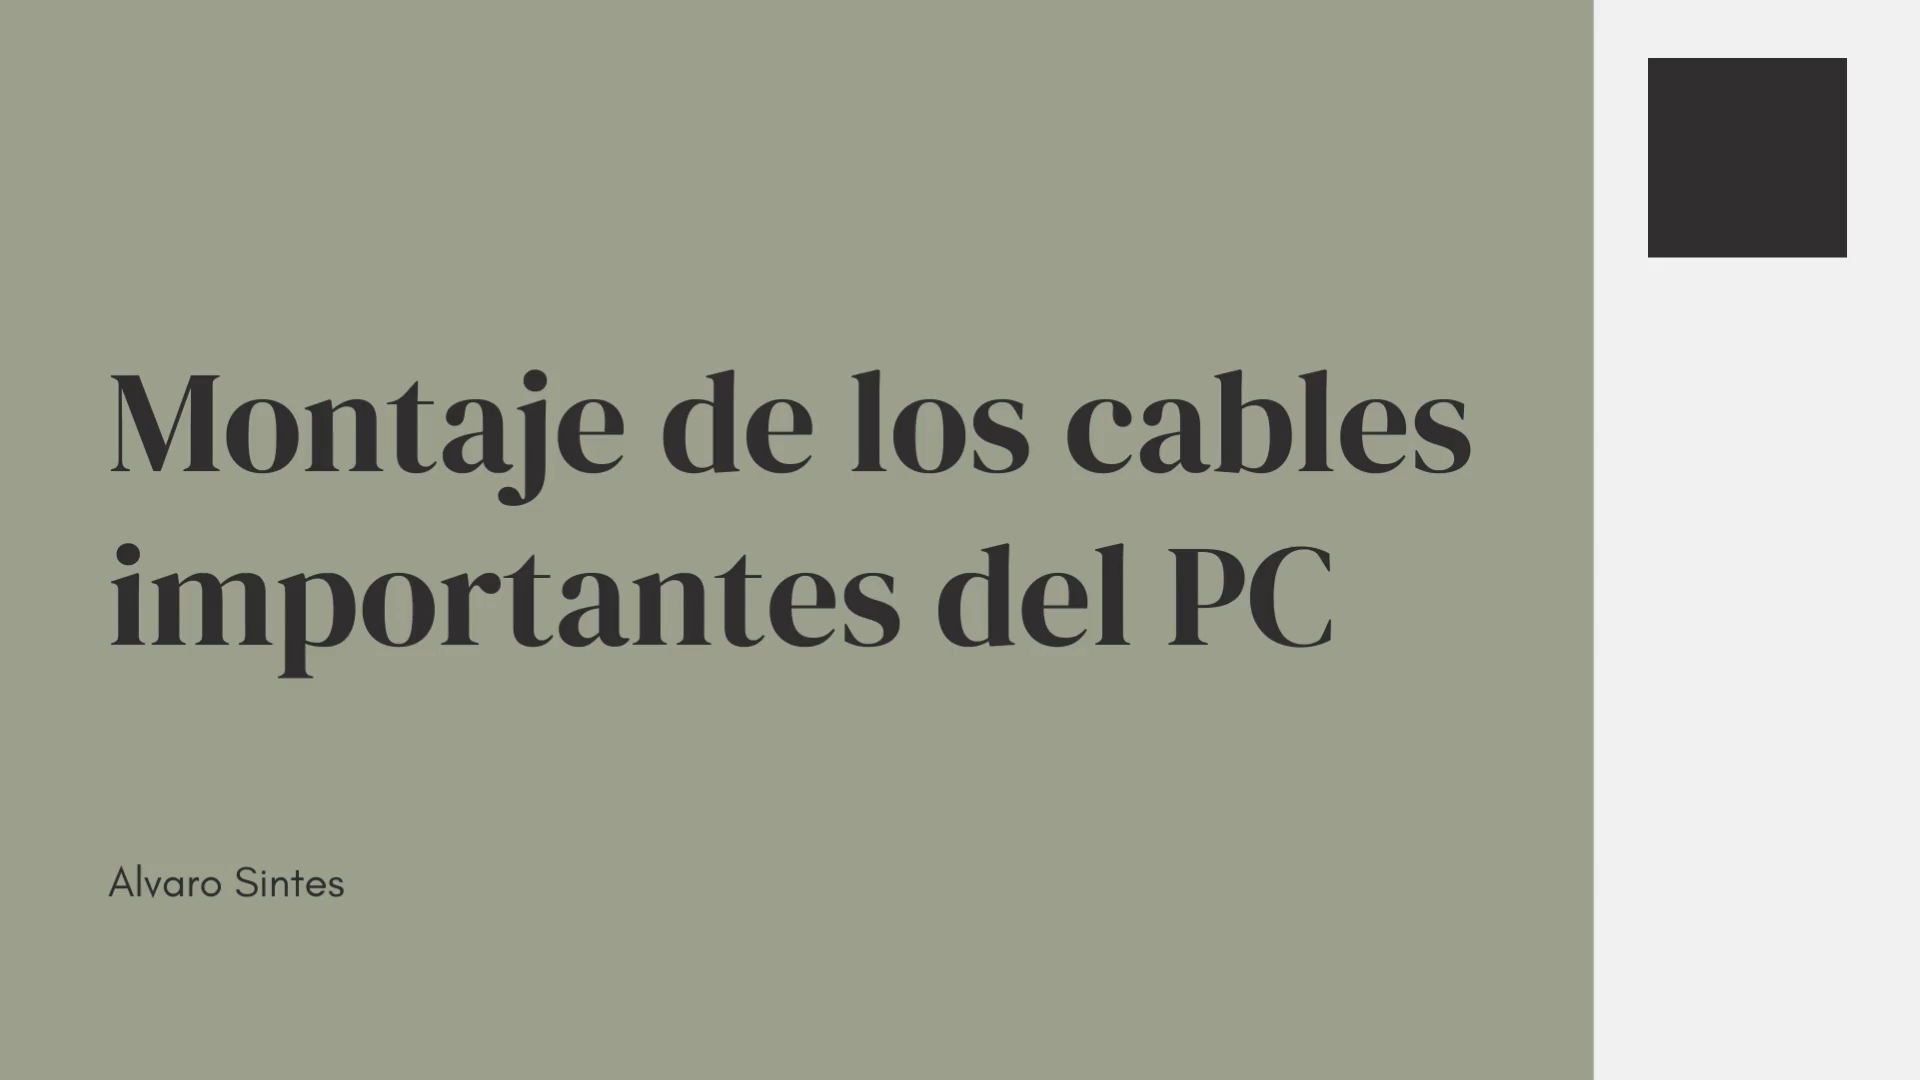 Montaje de los cables
importantes del PC
Alvaro Sintes